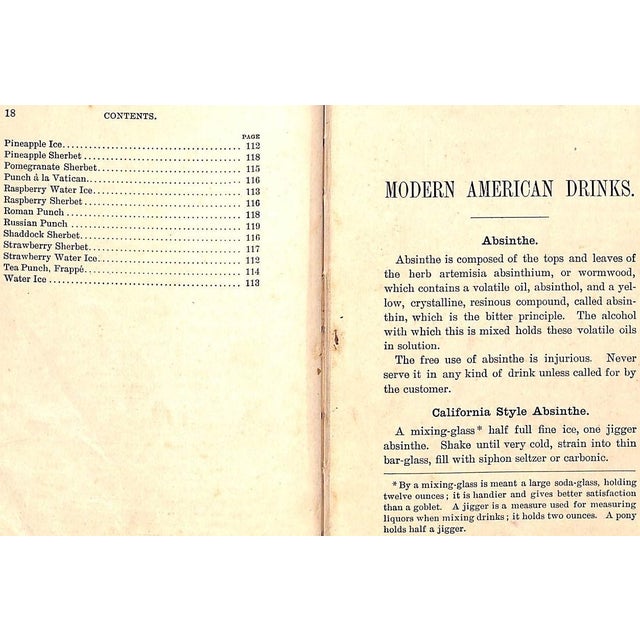 18
CONTENTS.
PAGE
Pineapple Ice........................................ 112
Pineapple Sherbet.................................... 118
Pomegranate Sherbet.................................. 115
Punch à la Vatican................................... 116
Raspberry Water Ice.................................. 113
Raspberry Sherbet.................................... 116
Roman Punch.......................................... 118
Russian Punch........................................ 119
Shaddock Sherbet..................................... 116
Strawberry Sherbet................................... 117
Strawberry Water Ice................................. 112
Tea Punch, Frappé.................................... 114
Water Ice............................................ 113
MODERN AMERICAN DRINKS.
Absinthe.
Absinthe is composed of the tops and leaves of
the herb artemisia absinthium, or wormwood,
which contains a volatile oil, absinthol, and a yel-
low, crystalline, resinous compound, called absin-
thin, which is the bitter principle. The alcohol
with which this is mixed holds these volatile oils
in solution.
The free use of absinthe is injurious. Never
serve it in any kind of drink unless called for by
the customer.
California Style Absinthe.
A mixing-glass* half full fine ice, one jigger
absinthe. Shake until very cold, strain into thin
bar-glass, fill with siphon seltzer or carbonic.
* By a mixing-glass is meant a large soda-glass, holding
twelve ounces; it is handier and gives better satisfaction
than a goblet. A jigger is a measure used for measuring
liquors when mixing drinks; it holds two ounces. A pony
holds half a jigger.